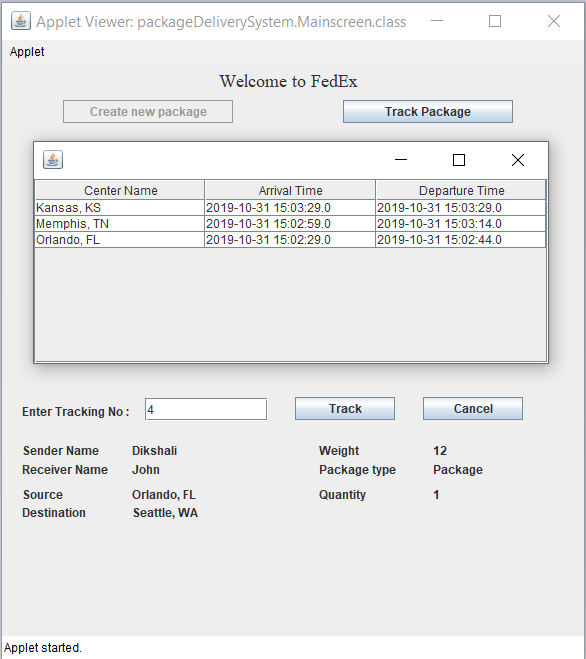 Applet Viewer: packageDeliverySystem.Mainscreen.class
Applet
Welcome to FedEx
Create new package Track Package
Center Name Arrival Time Departure Time
Kansas, KS 2019-10-31 15:03:29.0 2019-10-31 15:03:29.0
Memphis, TN 2019-10-31 15:02:59.0 2019-10-31 15:03:14.0
Orlando, FL 2019-10-31 15:02:29.0 2019-10-31 15:02:44.0
Enter Tracking No : 4 Track Cancel
Sender Name Dikshali Weight 12
Receiver Name John Package type Package
Source Orlando, FL Quantity 1
Destination Seattle, WA
Applet started.